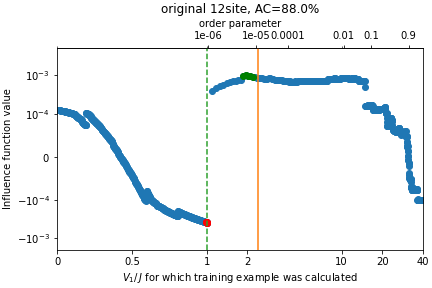 original 12site, AC=88.0%
order parameter
1e-06 1e-05 0.0001 0.01 0.1 0.9
Influence function value
10⁻³
10⁻⁴
0
−10⁻⁴
−10⁻³
0 0.5 1 2 10 20 40
V₁/J for which training example was calculated